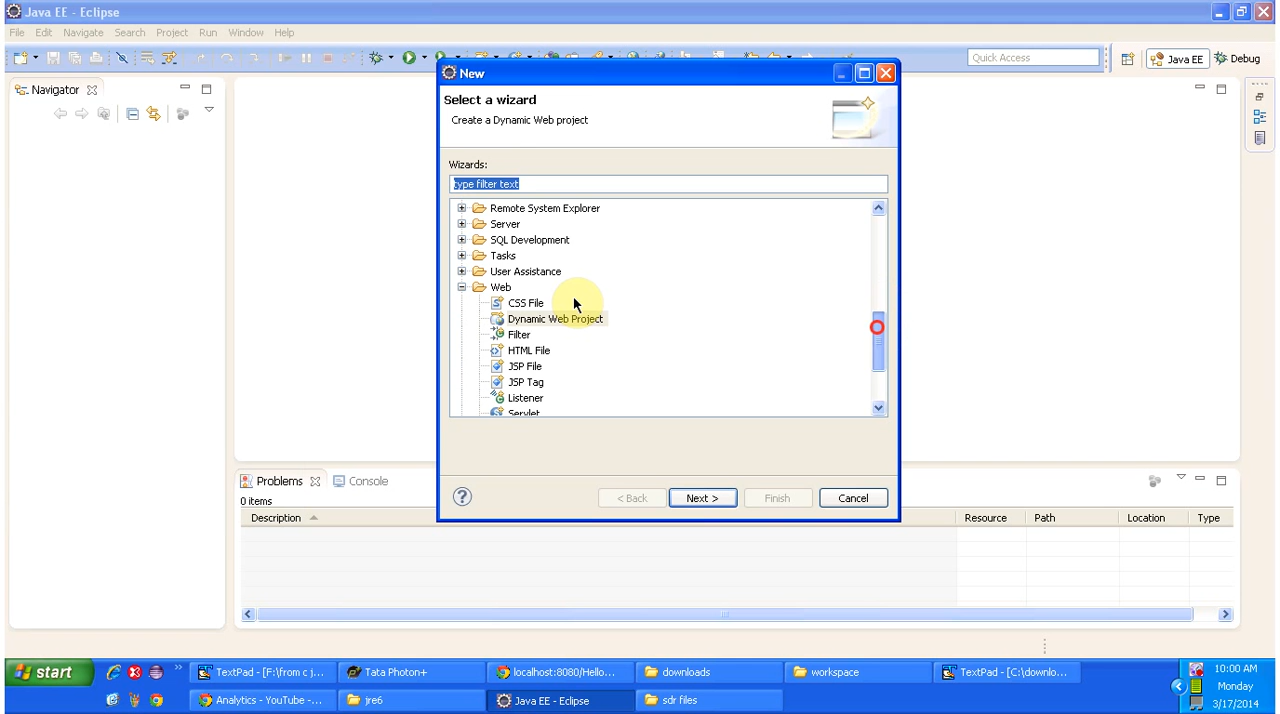 Java EE - Eclipse
File Edit Navigate Search Project Run Window Help
Quick Access
Java EE
Debug
Navigator
New
Select a wizard
Create a Dynamic Web project
Wizards:
type filter text
Remote System Explorer
Server
SQL Development
Tasks
User Assistance
Web
CSS File
Dynamic Web Project
Filter
HTML File
JSP File
JSP Tag
Listener
Servlet
< Back Next > Finish Cancel
Problems Console
0 items
Description Resource Path Location Type
start
TextPad - [F:\from c j...
Tata Photon+
localhost:8080/Hello...
downloads
workspace
TextPad - [C:\downlo...
10:00 AM
Monday
3/17/2014
Analytics - YouTube -...
jre6
Java EE - Eclipse
sdr files